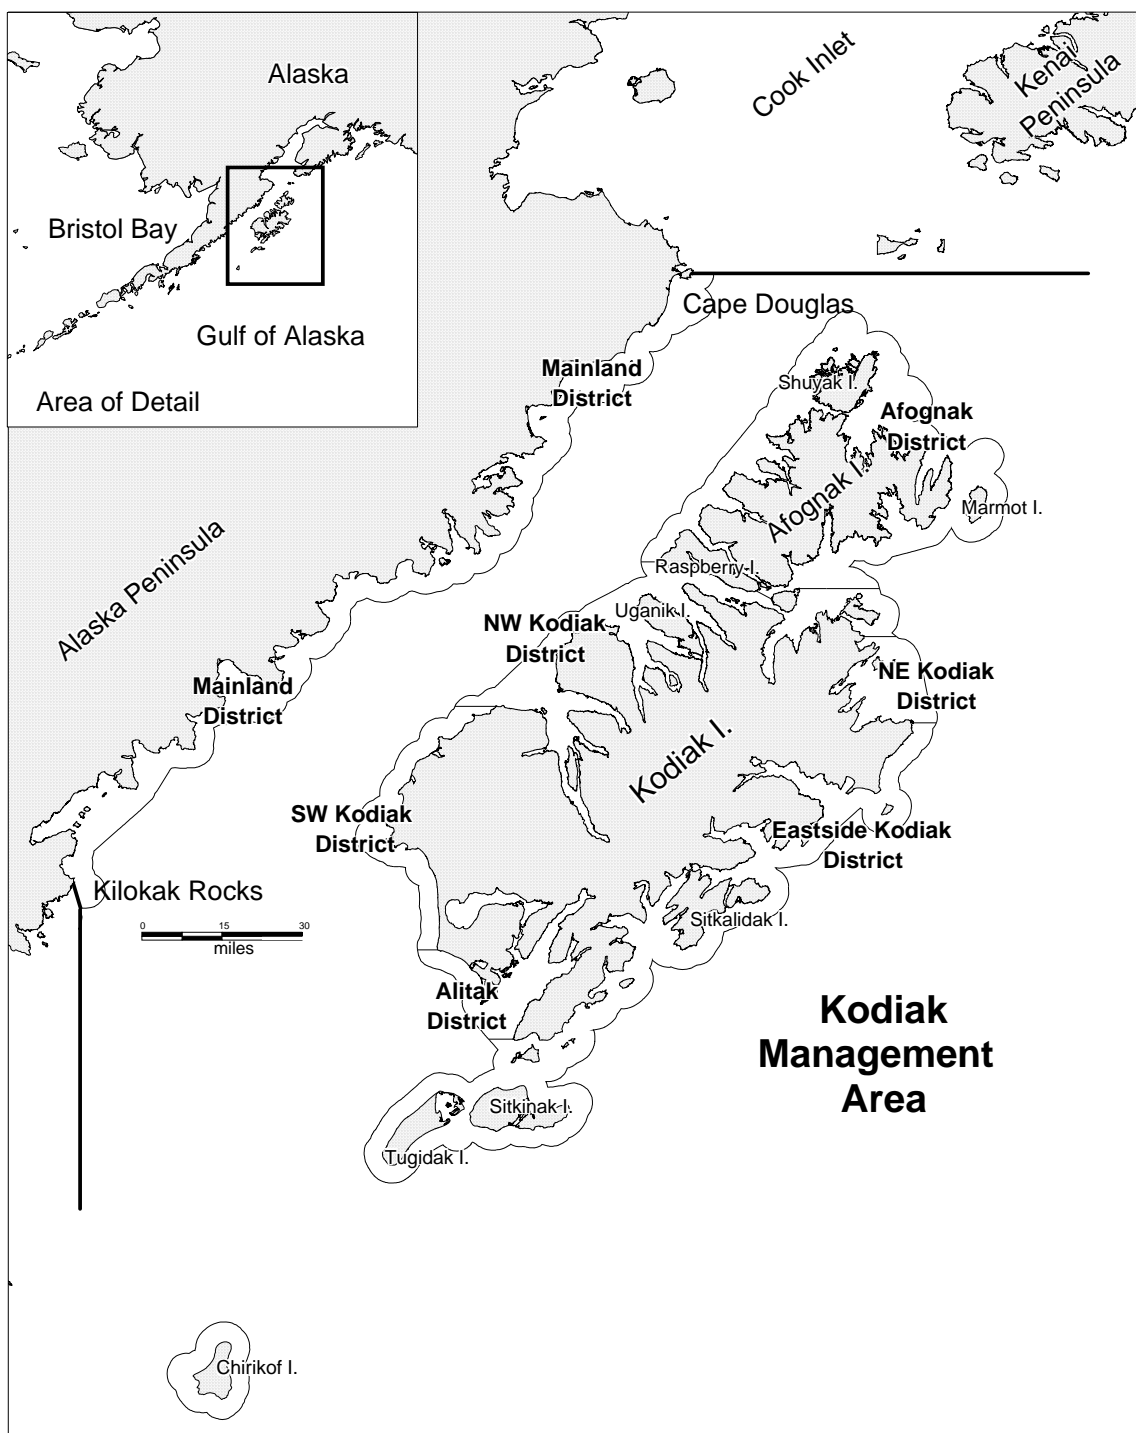 Alaska
Bristol Bay
Gulf of Alaska
Area of Detail
Cook Inlet
Kenai
Peninsula
Cape Douglas
Mainland
District
Shuyak I.
Afognak
District
Afognak I.
Marmot I.
Alaska Peninsula
Raspberry I.
Uganik I.
NW Kodiak
District
Mainland
District
NE Kodiak
District
Kodiak I.
SW Kodiak
District
Eastside Kodiak
District
Kilokak Rocks
0 15 30
miles
Sitkalidak I.
Alitak
District
Kodiak
Management
Area
Sitkinak I.
Tugidak I.
Chirikof I.